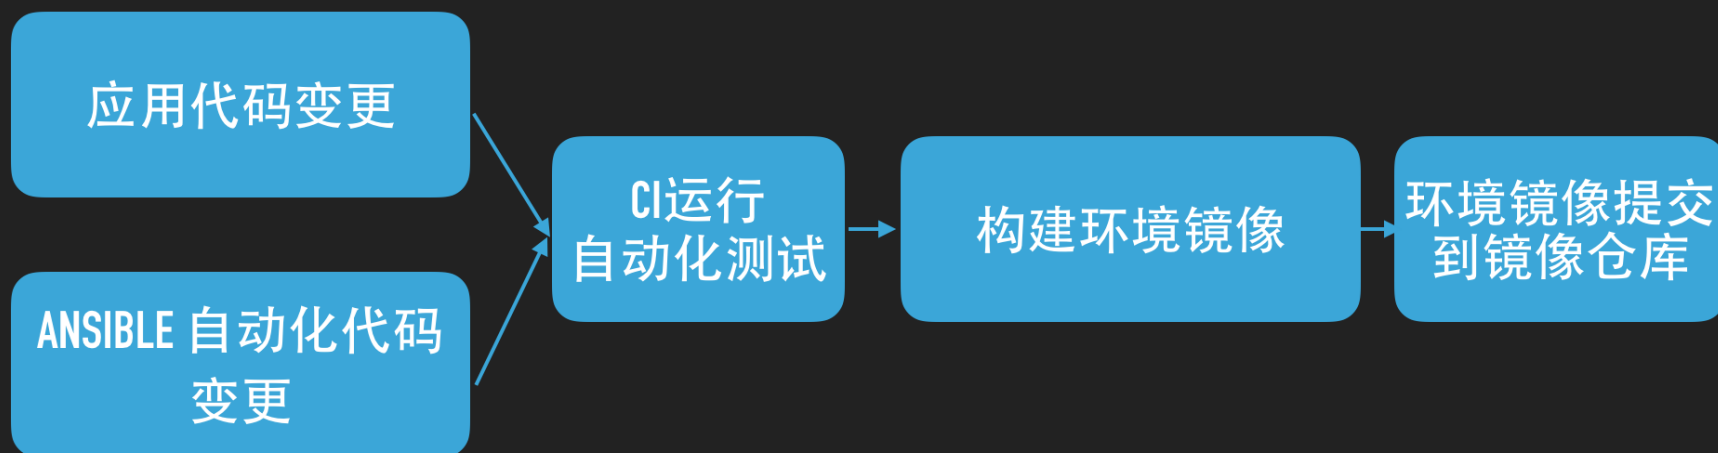 应用代码变更
ANSIBLE 自动化代码
变更
CI运行
自动化测试
构建环境镜像
环境镜像提交
到镜像仓库